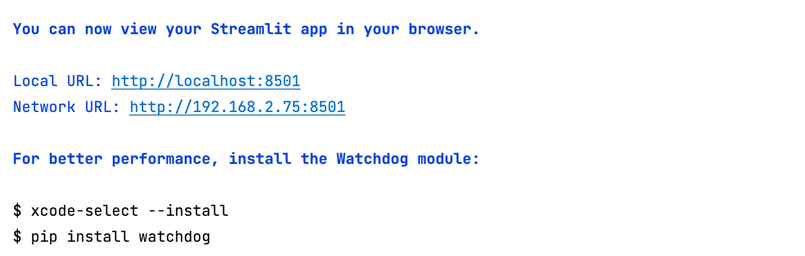 You can now view your Streamlit app in your browser.
Local URL: http://localhost:8501
Network URL: http://192.168.2.75:8501
For better performance, install the Watchdog module:
$ xcode-select --install
$ pip install watchdog